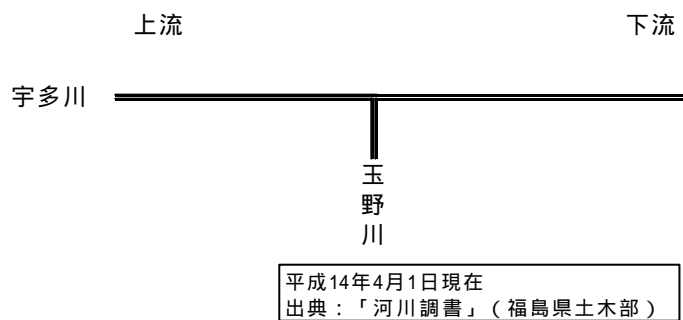 上流
下流
宇多川
玉野川
平成14年4月1日現在
出典：「河川調書」（福島県土木部）